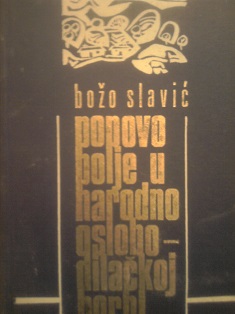 božo slavić
popovo
polje u
narodno
oslobo-
dilačkoj
borbi